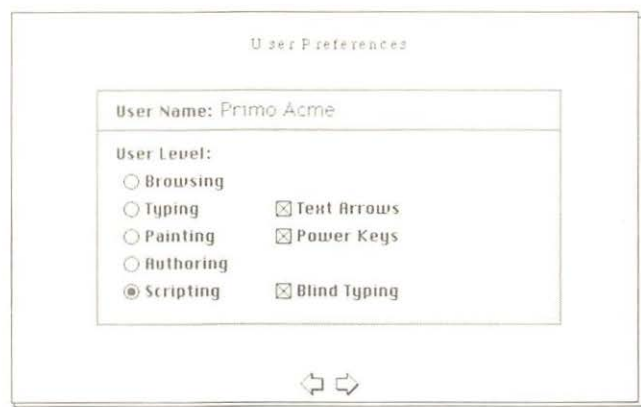 User Preferences
User Name: Primo Acme
User Level:
Browsing
Typing Text Arrows
Painting Power Keys
Authoring
Scripting Blind Typing